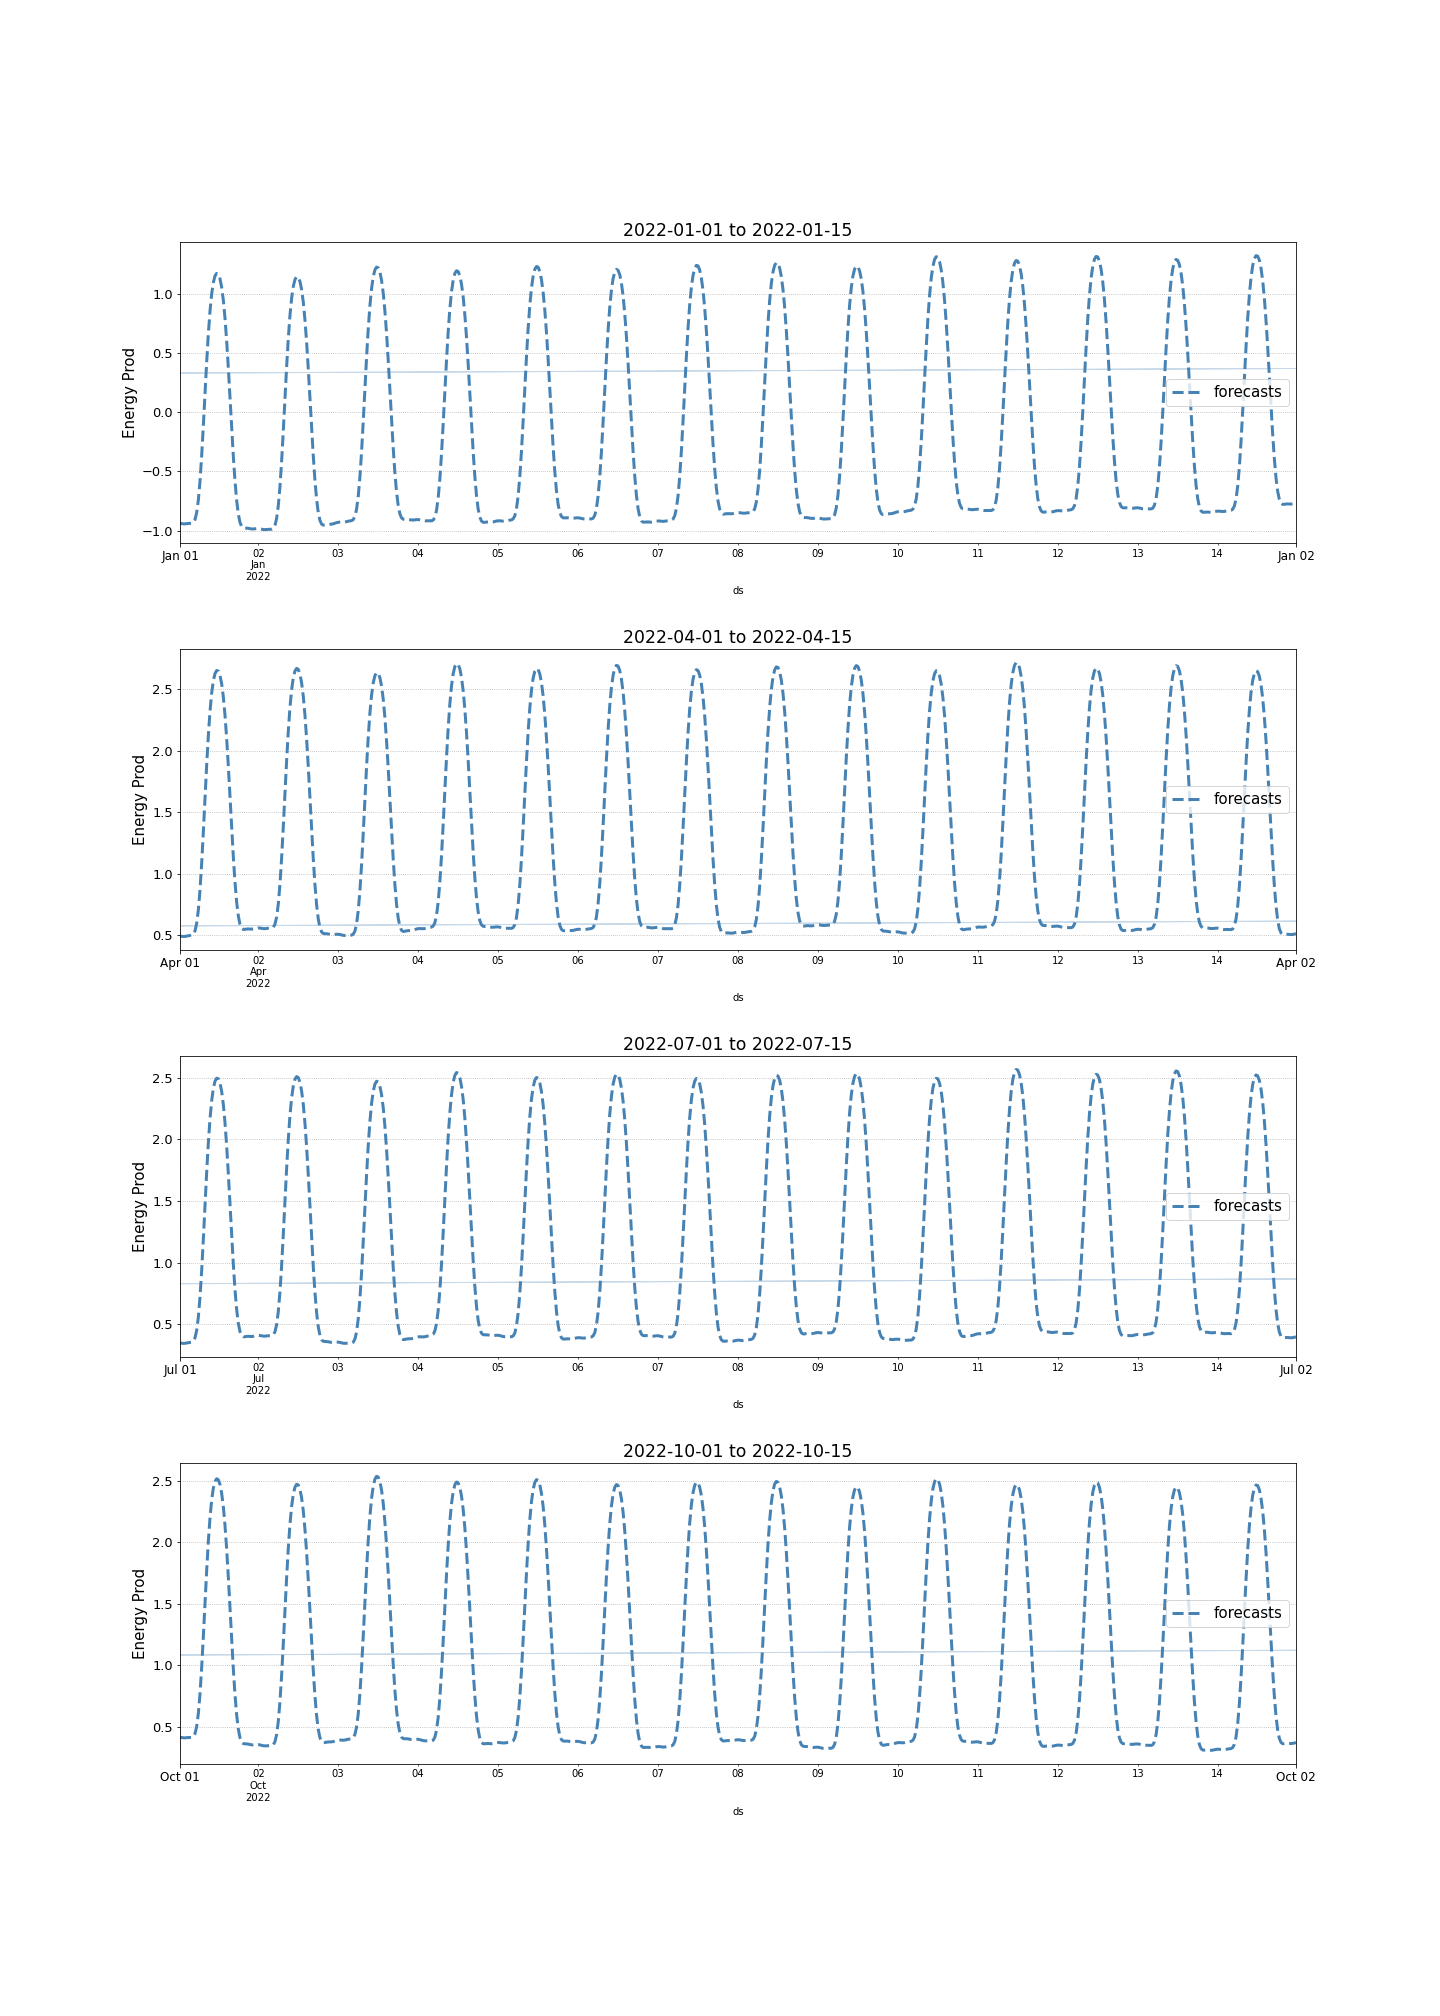 2022-01-01 to 2022-01-15
Energy Prod
1.0
0.5
0.0
−0.5
−1.0
forecasts
Jan 01 02 03 04 05 06 07 08 09 10 11 12 13 14 Jan 02
Jan
2022
ds
2022-04-01 to 2022-04-15
Energy Prod
2.5
2.0
1.5
1.0
0.5
forecasts
Apr 01 02 03 04 05 06 07 08 09 10 11 12 13 14 Apr 02
Apr
2022
ds
2022-07-01 to 2022-07-15
Energy Prod
2.5
2.0
1.5
1.0
0.5
forecasts
Jul 01 02 03 04 05 06 07 08 09 10 11 12 13 14 Jul 02
Jul
2022
ds
2022-10-01 to 2022-10-15
Energy Prod
2.5
2.0
1.5
1.0
0.5
forecasts
Oct 01 02 03 04 05 06 07 08 09 10 11 12 13 14 Oct 02
Oct
2022
ds